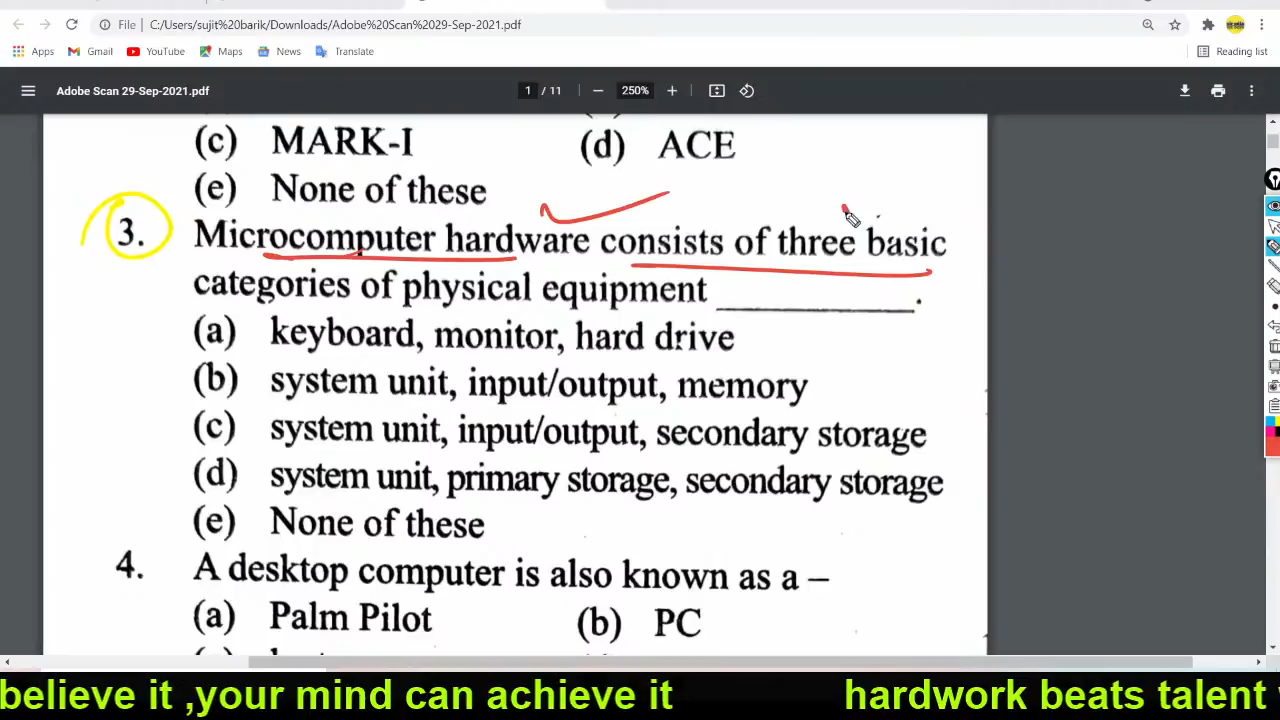 File C:/Users/sujit%20barik/Downloads/Adobe%20Scan%2029-Sep-2021.pdf
Apps Gmail YouTube Maps News Translate Reading list
Adobe Scan 29-Sep-2021.pdf 1 / 11 250%
(c) MARK-I (d) ACE
(e) None of these
3. Microcomputer hardware consists of three basic
categories of physical equipment ____________.
(a) keyboard, monitor, hard drive
(b) system unit, input/output, memory
(c) system unit, input/output, secondary storage
(d) system unit, primary storage, secondary storage
(e) None of these
4. A desktop computer is also known as a –
(a) Palm Pilot (b) PC
believe it ,your mind can achieve it hardwork beats talent